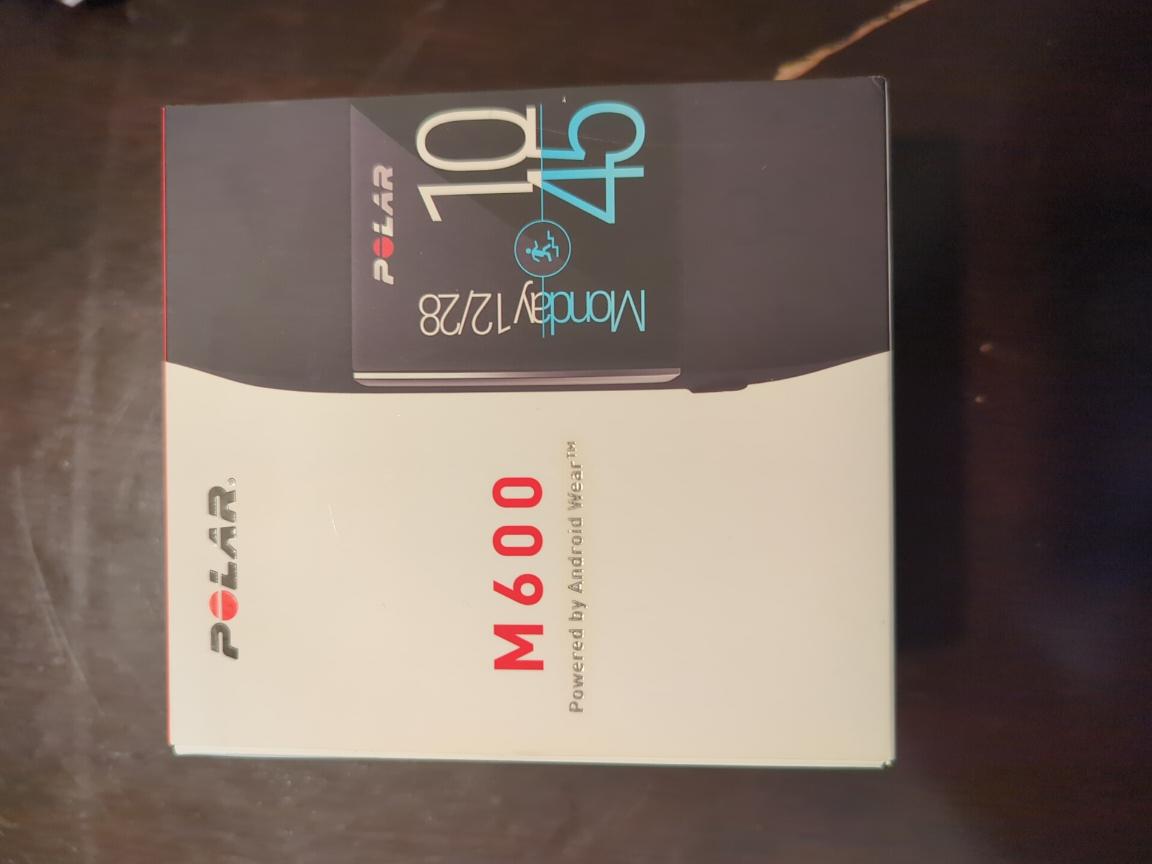 POLAR
M600
Powered by Android Wear™
POLAR
10
45
Monday 12/28